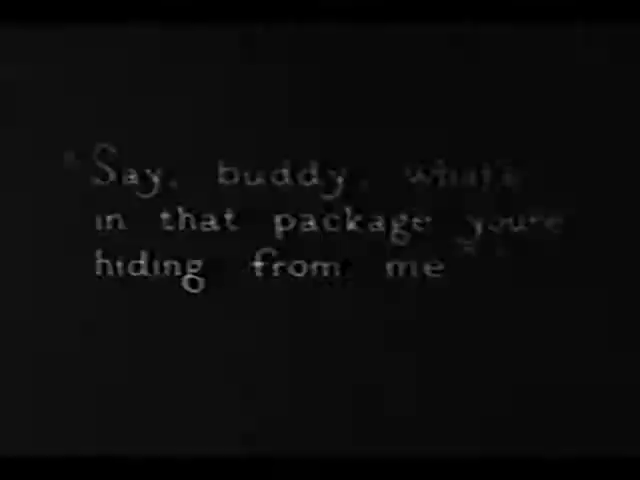 "Say, buddy, what's
in that package you're
hiding from me"